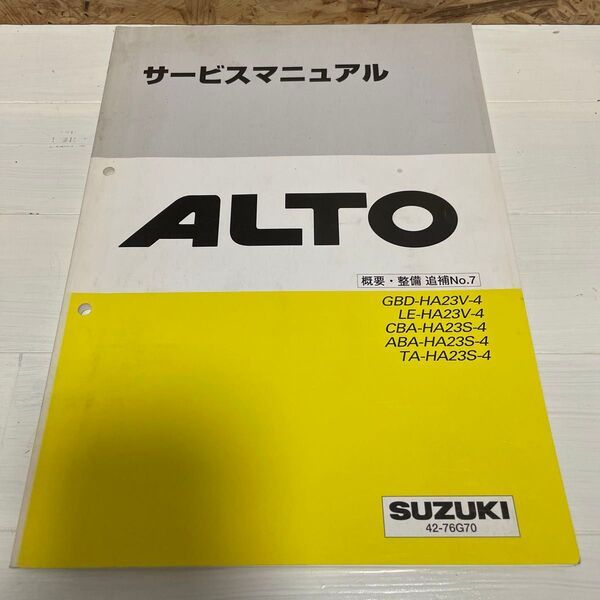 サービスマニュアル
ALTO
概要・整備 追補No.7
GBD-HA23V-4
LE-HA23V-4
CBA-HA23S-4
ABA-HA23S-4
TA-HA23S-4
SUZUKI
42-76G70